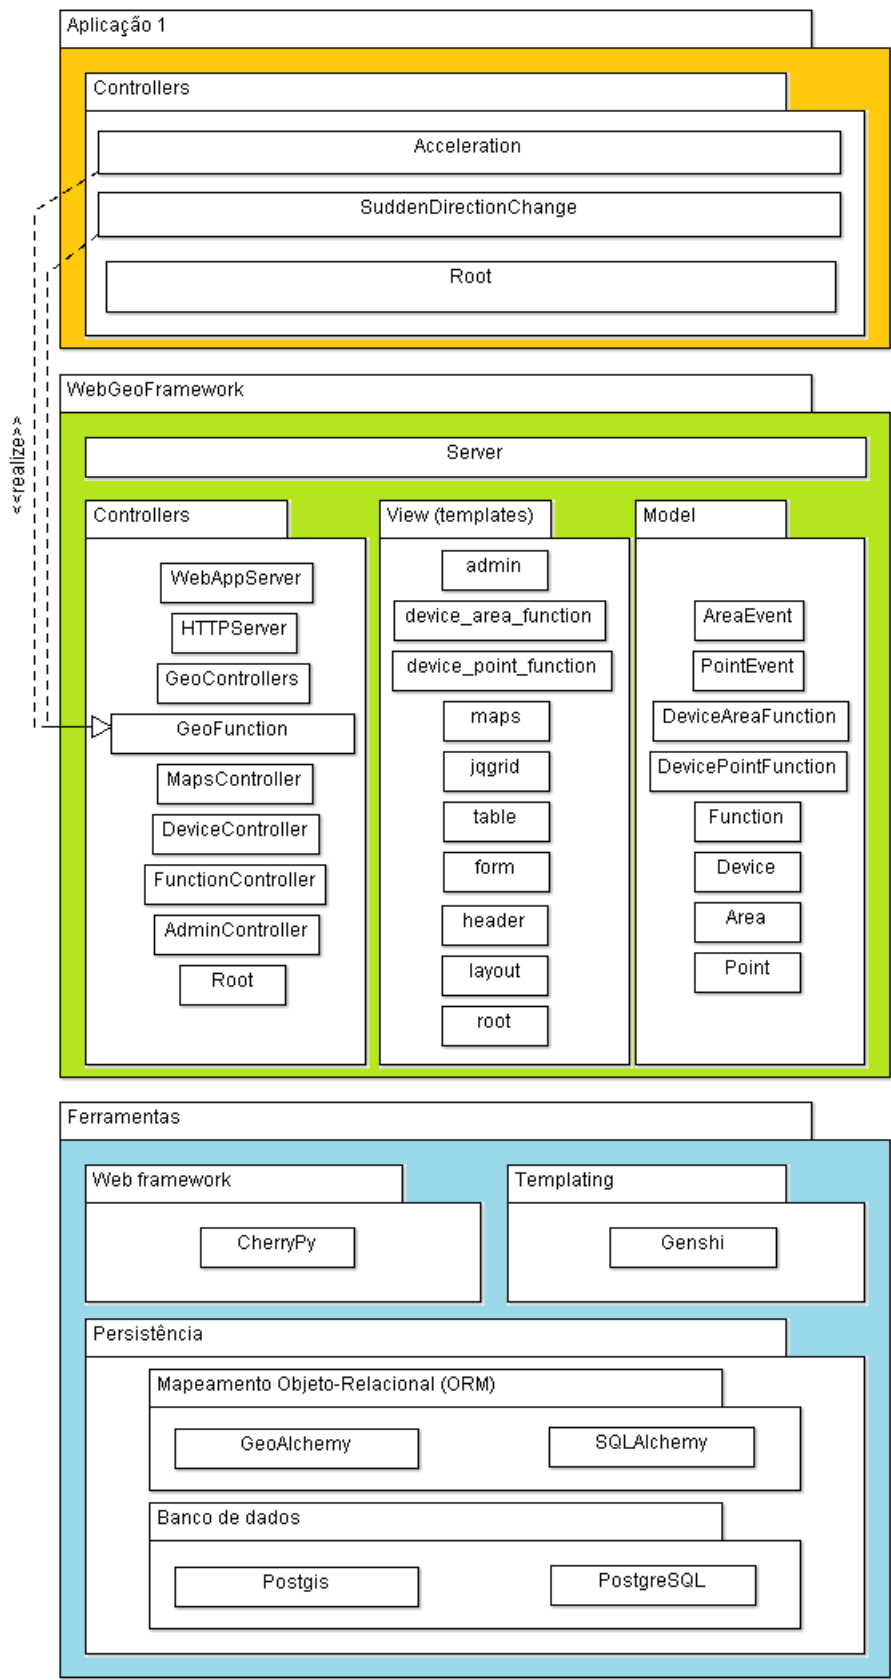 Aplicação 1
Controllers
Acceleration
SuddenDirectionChange
Root
<<realize>>
WebGeoFramework
Server
Controllers
WebAppServer
HTTPServer
GeoControllers
GeoFunction
MapsController
DeviceController
FunctionController
AdminController
Root
View (templates)
admin
device_area_function
device_point_function
maps
jqgrid
table
form
header
layout
root
Model
AreaEvent
PointEvent
DeviceAreaFunction
DevicePointFunction
Function
Device
Area
Point
Ferramentas
Web framework
CherryPy
Templating
Genshi
Persistência
Mapeamento Objeto-Relacional (ORM)
GeoAlchemy
SQLAlchemy
Banco de dados
Postgis
PostgreSQL